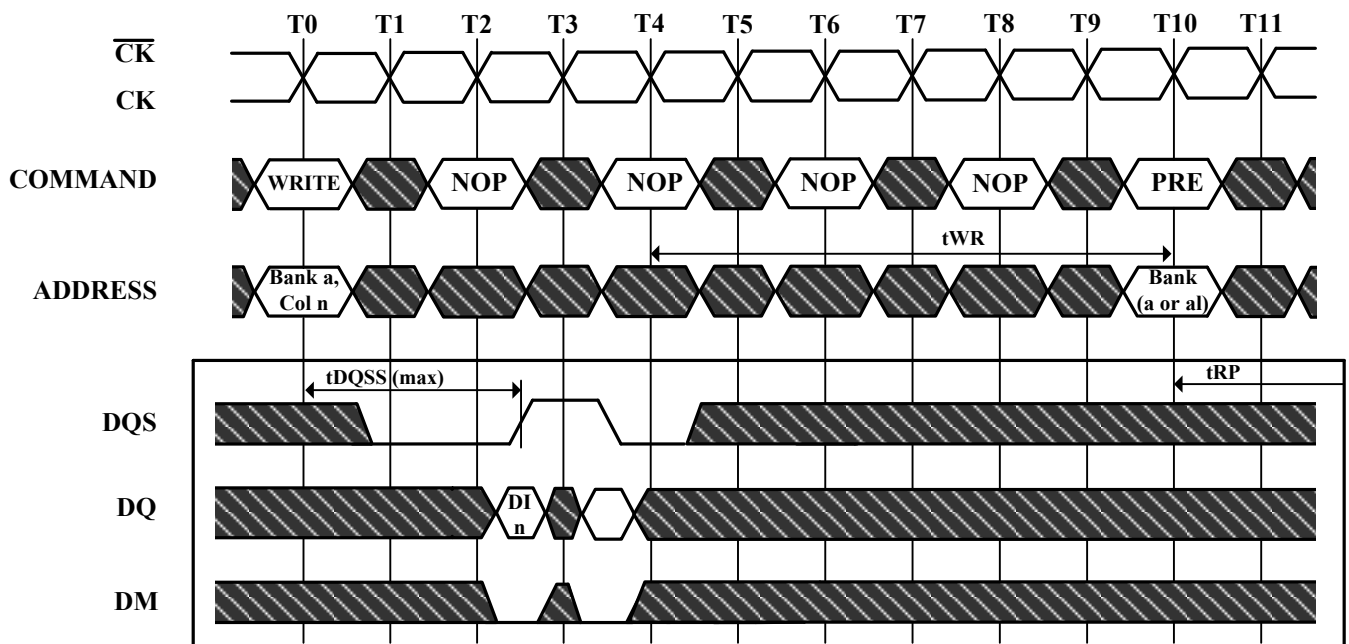 T0 T1 T2 T3 T4 T5 T6 T7 T8 T9 T10 T11
CK
CK
COMMAND WRITE NOP NOP NOP NOP PRE
tWR
ADDRESS Bank a, Col n Bank (a or al)
tDQSS (max) tRP
DQS
DQ DI n
DM